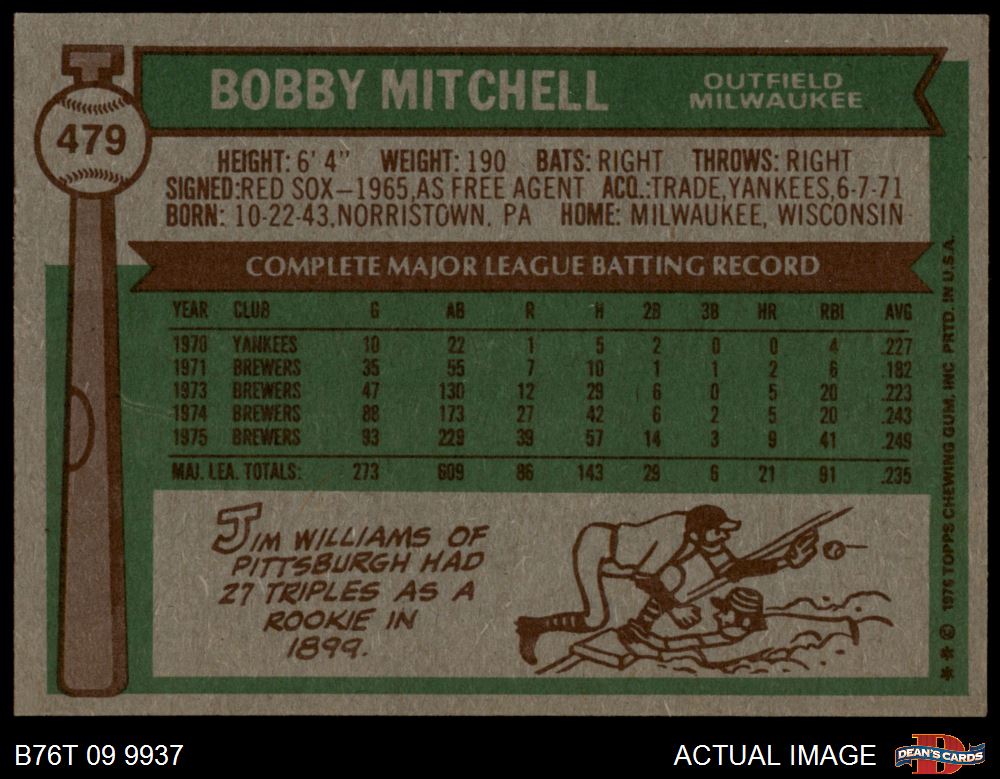 BOBBY MITCHELL
OUTFIELD
MILWAUKEE
479
HEIGHT: 6' 4" WEIGHT: 190 BATS: RIGHT THROWS: RIGHT
SIGNED:RED SOX—1965,AS FREE AGENT ACQ.:TRADE,YANKEES,6-7-71
BORN: 10-22-43,NORRISTOWN, PA HOME: MILWAUKEE, WISCONSIN
COMPLETE MAJOR LEAGUE BATTING RECORD
YEAR CLUB G AB R H 2B 3B HR RBI AVG
1970 YANKEES 10 22 1 5 2 0 0 4 .227
1971 BREWERS 35 55 7 10 1 1 2 6 .182
1973 BREWERS 47 130 12 29 6 0 5 20 .223
1974 BREWERS 88 173 27 42 6 2 5 20 .243
1975 BREWERS 93 229 39 57 14 3 9 41 .249
MAJ. LEA. TOTALS: 273 609 86 143 29 6 21 91 .235
JIM WILLIAMS OF
PITTSBURGH HAD
27 TRIPLES AS A
ROOKIE IN
1899.
** © 1976 TOPPS CHEWING GUM, INC PRTD. IN U.S.A.
B76T 09 9937
ACTUAL IMAGE
DEAN'S CARDS